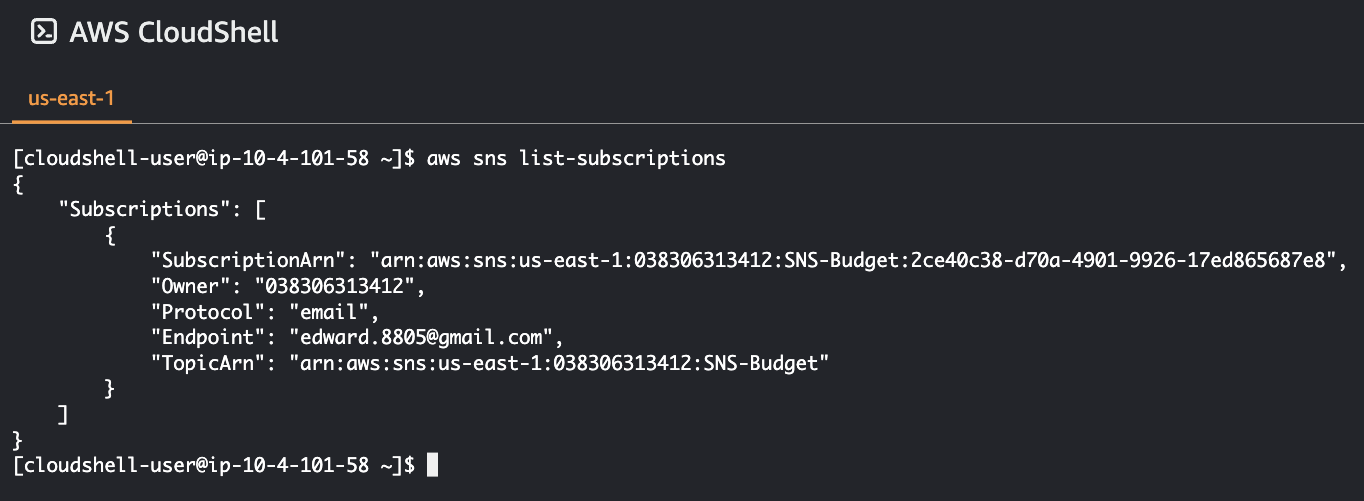 AWS CloudShell
us-east-1
[cloudshell-user@ip-10-4-101-58 ~]$ aws sns list-subscriptions
{
    "Subscriptions": [
        {
            "SubscriptionArn": "arn:aws:sns:us-east-1:038306313412:SNS-Budget:2ce40c38-d70a-4901-9926-17ed865687e8",
            "Owner": "038306313412",
            "Protocol": "email",
            "Endpoint": "edward.8805@gmail.com",
            "TopicArn": "arn:aws:sns:us-east-1:038306313412:SNS-Budget"
        }
    ]
}
[cloudshell-user@ip-10-4-101-58 ~]$